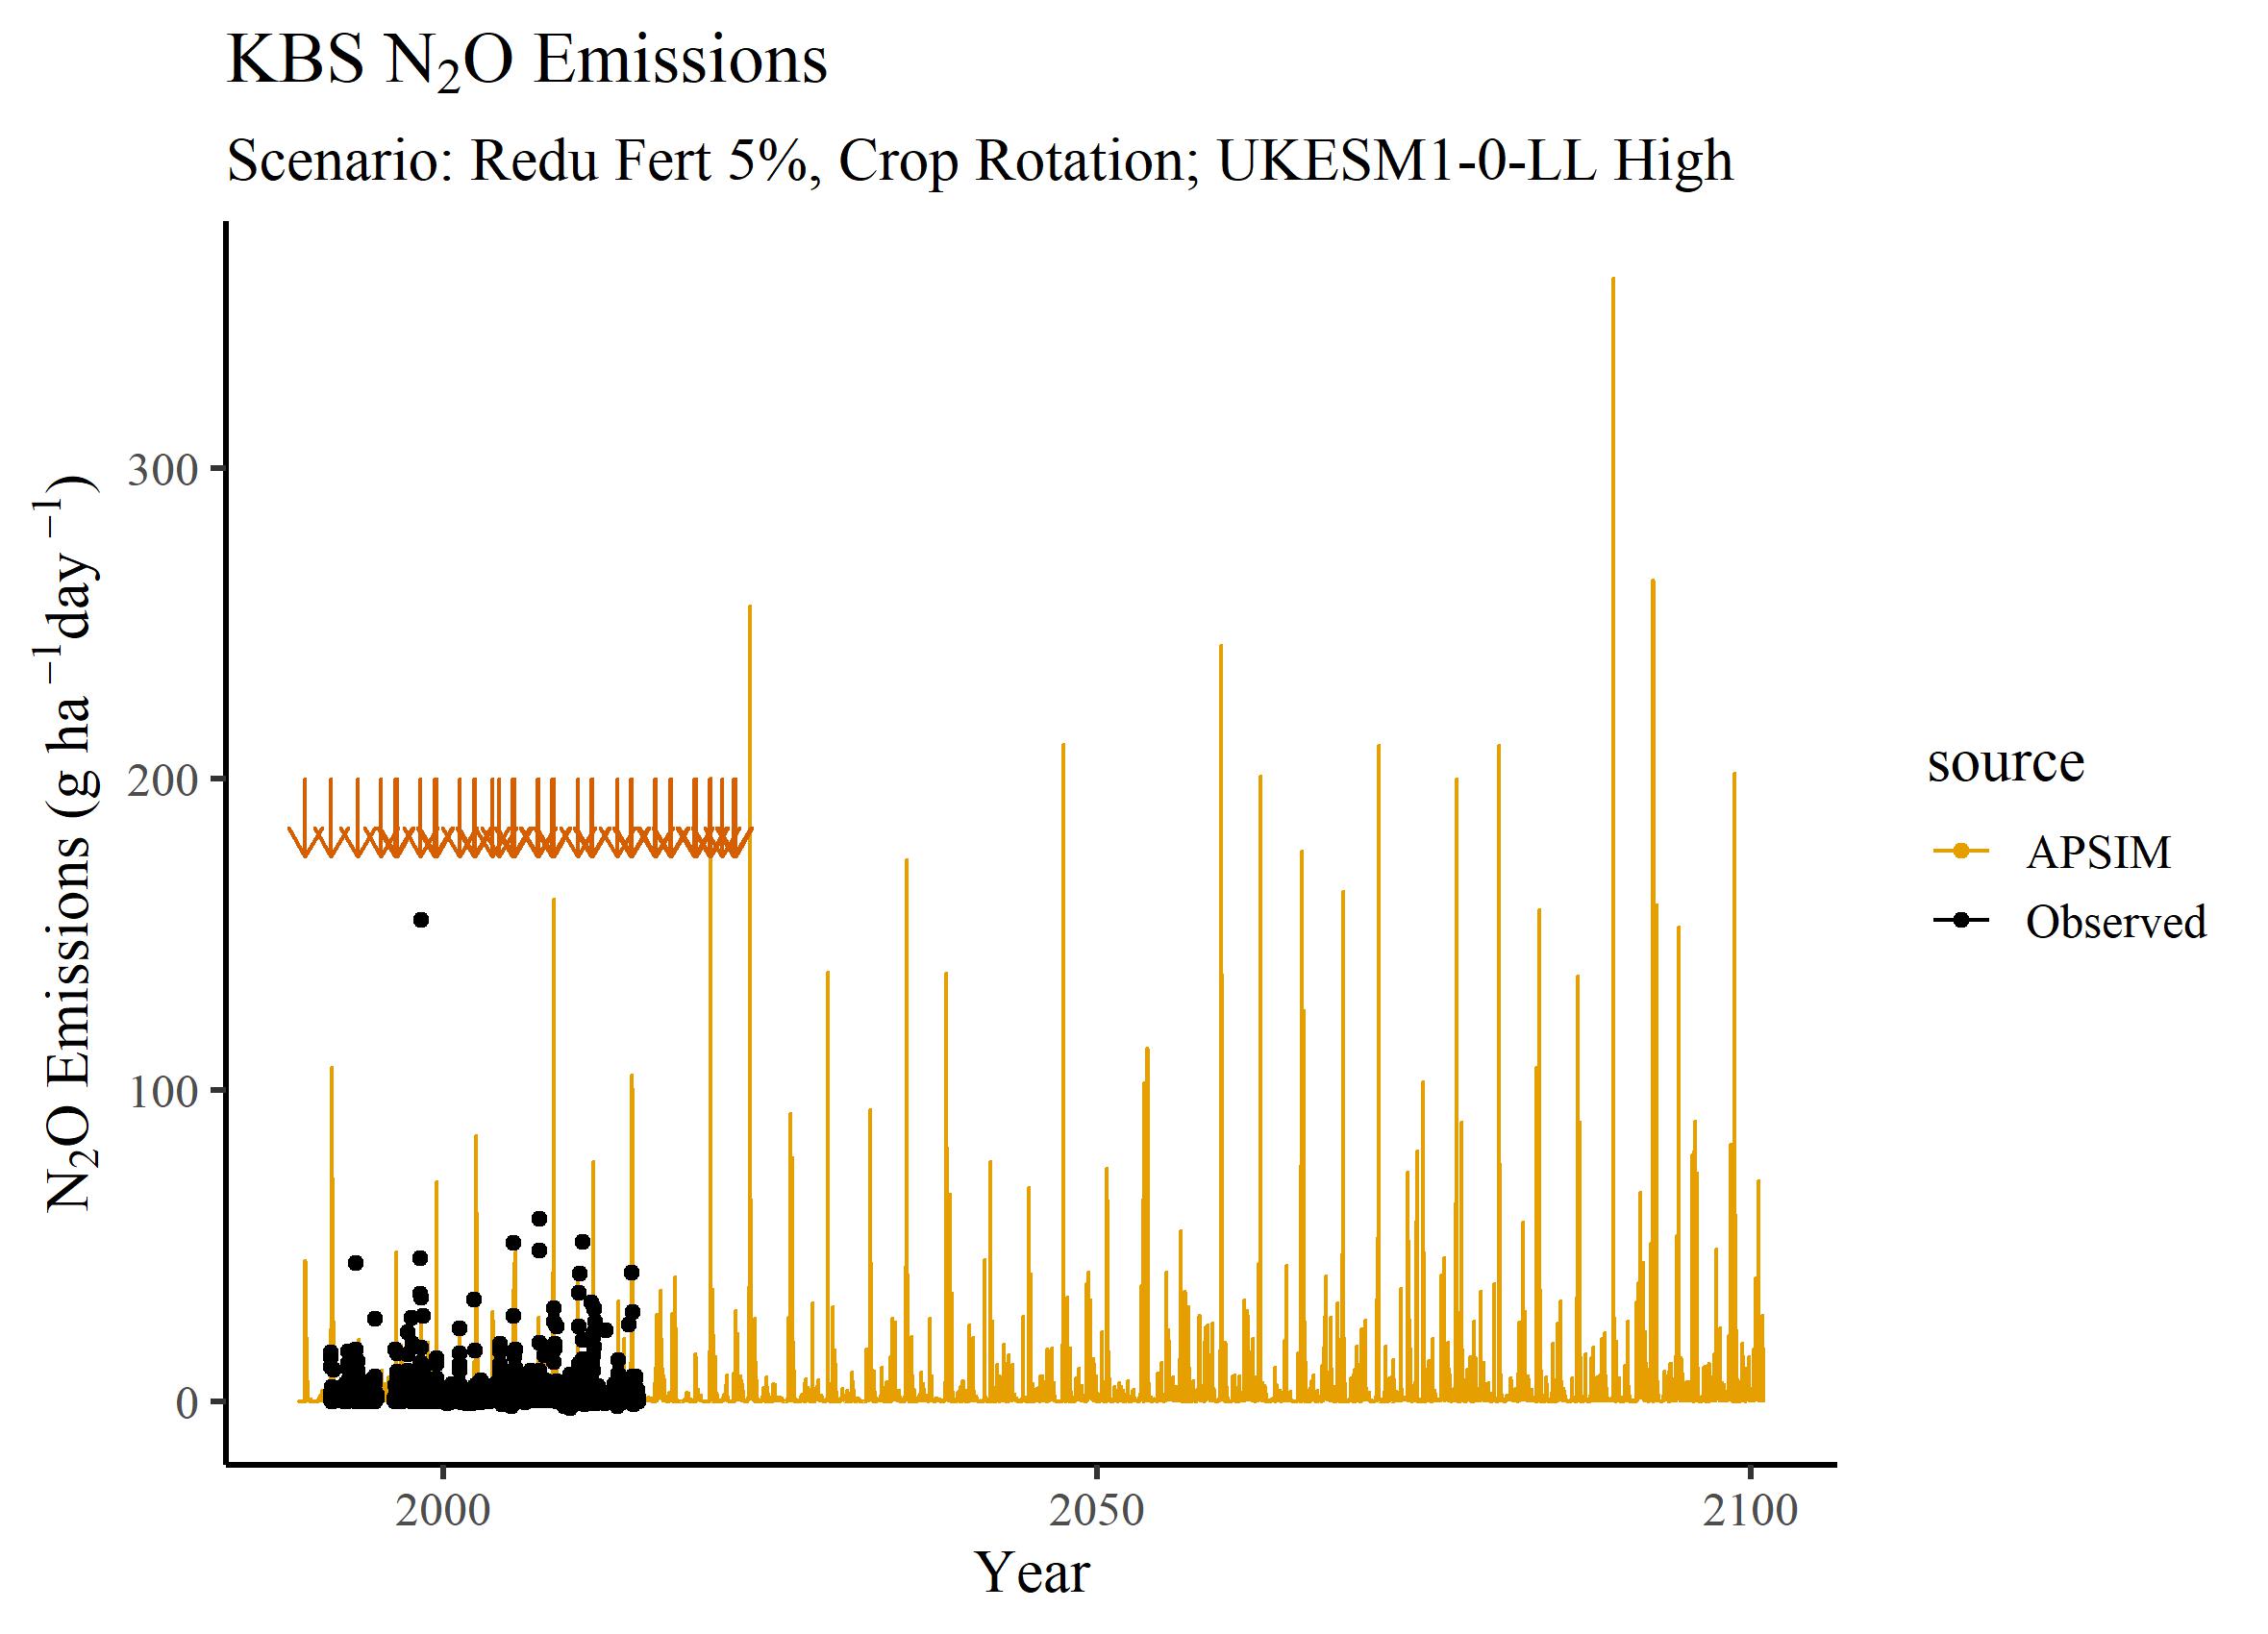 KBS N₂O Emissions
Scenario: Redu Fert 5%, Crop Rotation; UKESM1-0-LL High
N₂O Emissions (g ha⁻¹day⁻¹)
300
200
100
0
2000
2050
2100
Year
source
APSIM
Observed